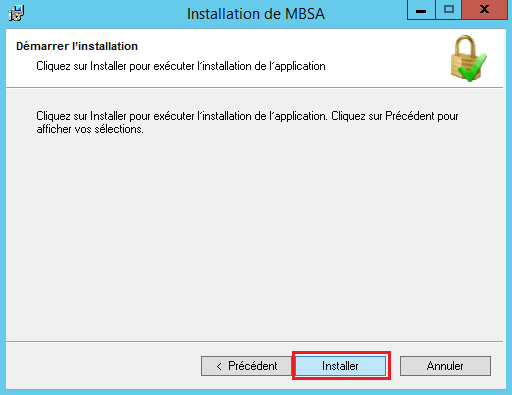 Installation de MBSA
Démarrer l'installation
Cliquez sur Installer pour exécuter l'installation de l'application
Cliquez sur Installer pour exécuter l'installation de l'application. Cliquez sur Précédent pour
afficher vos sélections.
< Précédent
Installer
Annuler